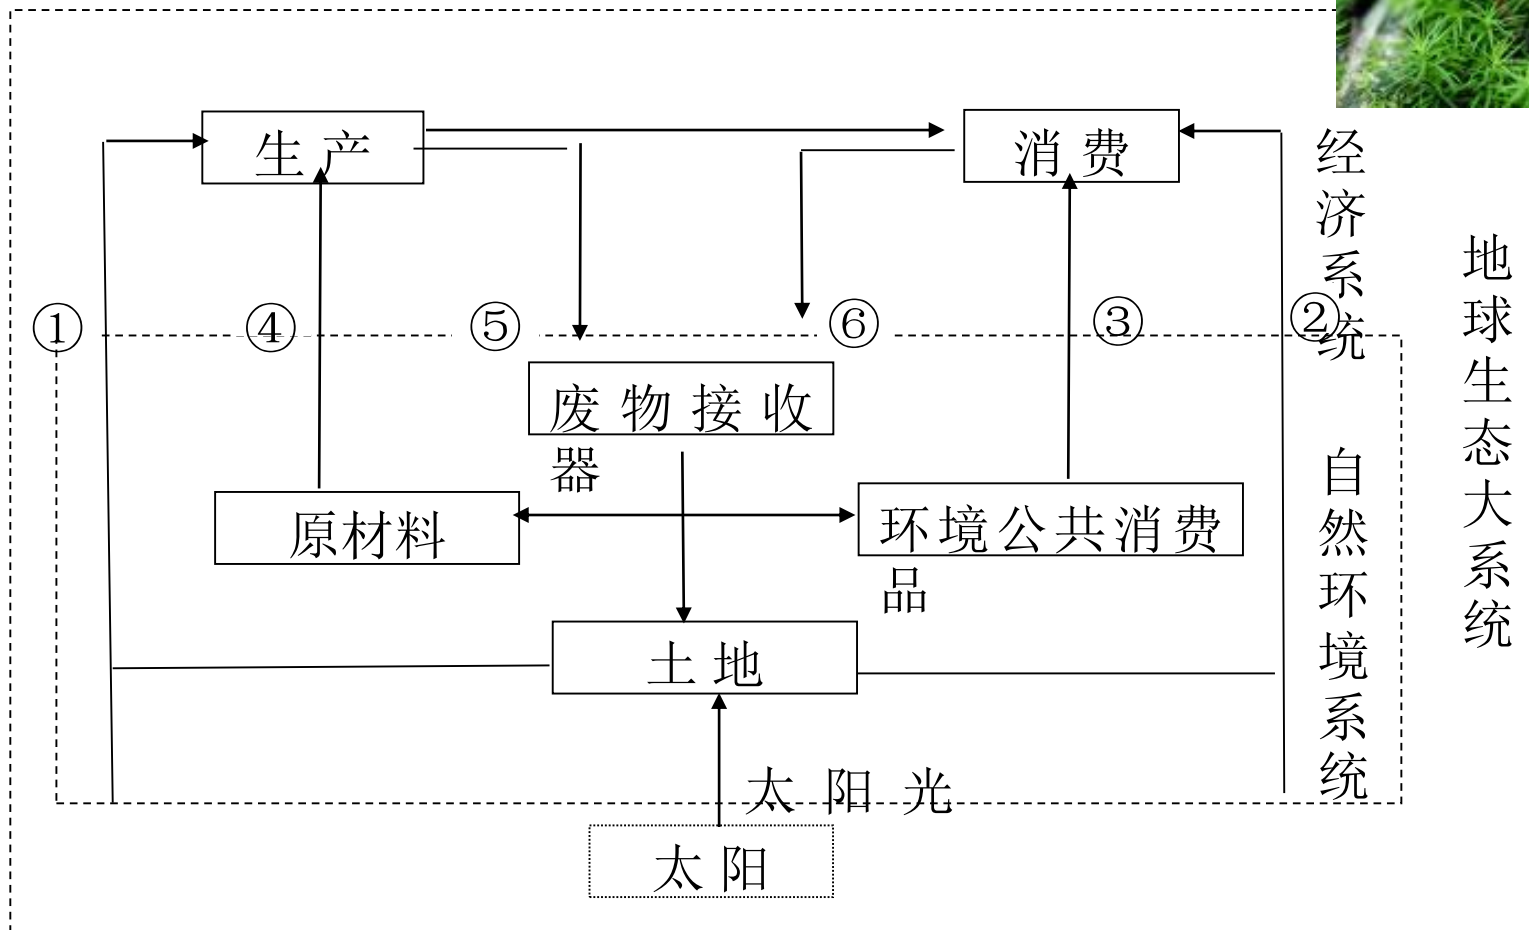 生产
消费
经济系统
地球生态大系统
①
④
⑤
⑥
③
②
废物接收
器
自然环境系统
原材料
环境公共消费
品
土地
太阳光
太阳